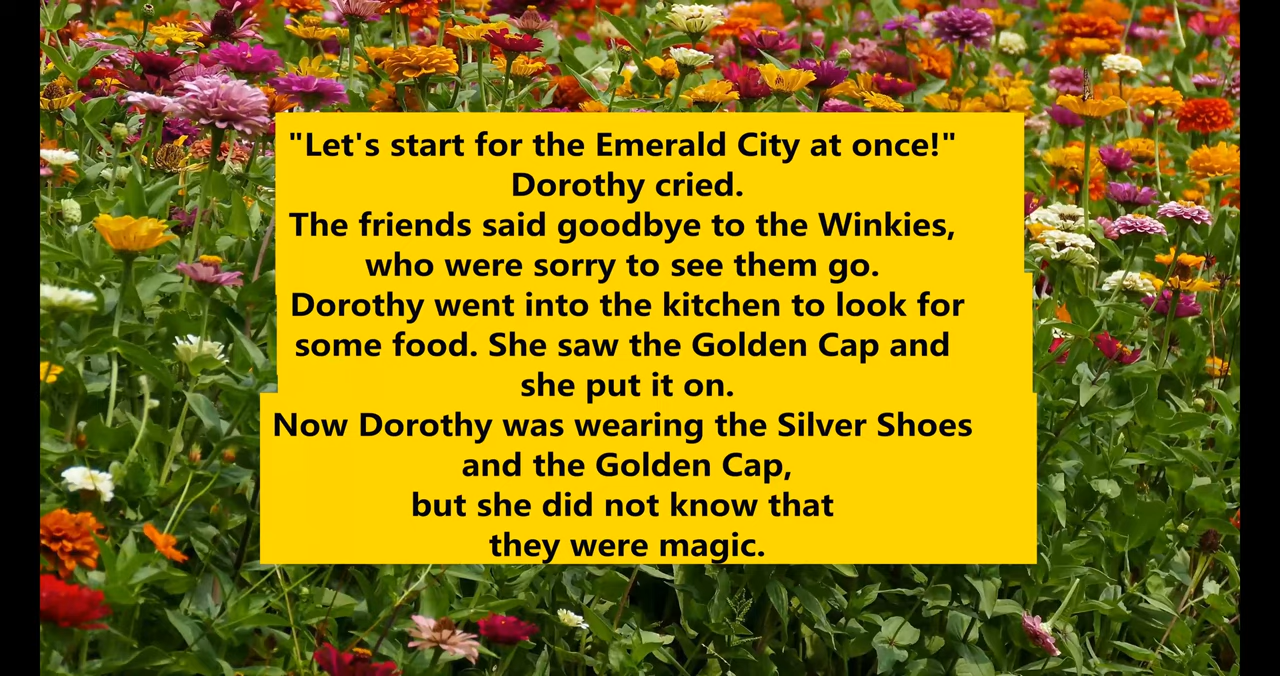 "Let's start for the Emerald City at once!"
Dorothy cried.
The friends said goodbye to the Winkies,
who were sorry to see them go.
Dorothy went into the kitchen to look for
some food. She saw the Golden Cap and
she put it on.
Now Dorothy was wearing the Silver Shoes
and the Golden Cap,
but she did not know that
they were magic.